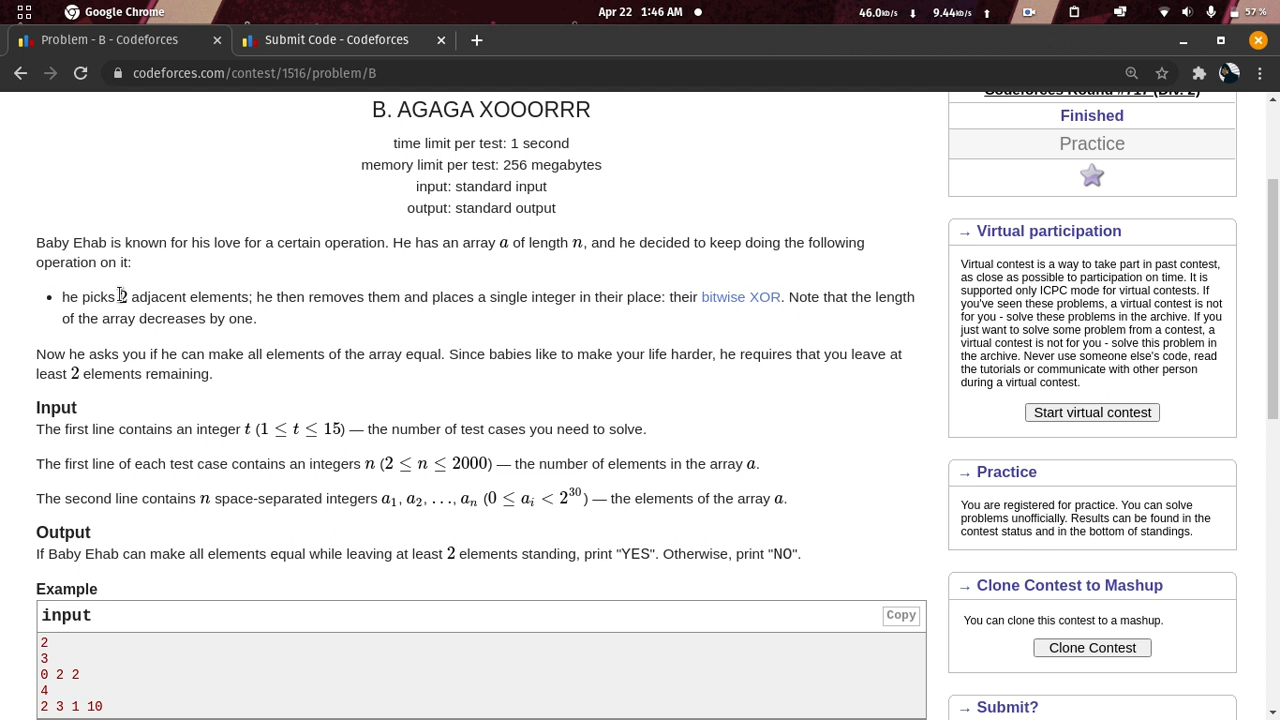 Google Chrome Apr 22 1:46 AM 46.0kb/s 9.44kb/s 57 %
Problem - B - Codeforces Submit Code - Codeforces
codeforces.com/contest/1516/problem/B
Codeforces Round #717 (Div. 2)
Finished
Practice
B. AGAGA XOOORRR
time limit per test: 1 second
memory limit per test: 256 megabytes
input: standard input
output: standard output
Baby Ehab is known for his love for a certain operation. He has an array a of length n, and he decided to keep doing the following
operation on it:
he picks 2 adjacent elements; he then removes them and places a single integer in their place: their bitwise XOR. Note that the length
of the array decreases by one.
Now he asks you if he can make all elements of the array equal. Since babies like to make your life harder, he requires that you leave at
least 2 elements remaining.
Input
The first line contains an integer t (1 ≤ t ≤ 15) — the number of test cases you need to solve.
The first line of each test case contains an integers n (2 ≤ n ≤ 2000) — the number of elements in the array a.
The second line contains n space-separated integers a₁, a₂, …, aₙ (0 ≤ aᵢ < 2³⁰) — the elements of the array a.
Output
If Baby Ehab can make all elements equal while leaving at least 2 elements standing, print "YES". Otherwise, print "NO".
Example
input
Copy
2
3
0 2 2
4
2 3 1 10
→ Virtual participation
Virtual contest is a way to take part in past contest,
as close as possible to participation on time. It is
supported only ICPC mode for virtual contests. If
you've seen these problems, a virtual contest is not
for you - solve these problems in the archive. If you
just want to solve some problem from a contest, a
virtual contest is not for you - solve this problem in
the archive. Never use someone else's code, read
the tutorials or communicate with other person
during a virtual contest.
Start virtual contest
→ Practice
You are registered for practice. You can solve
problems unofficially. Results can be found in the
contest status and in the bottom of standings.
→ Clone Contest to Mashup
You can clone this contest to a mashup.
Clone Contest
→ Submit?